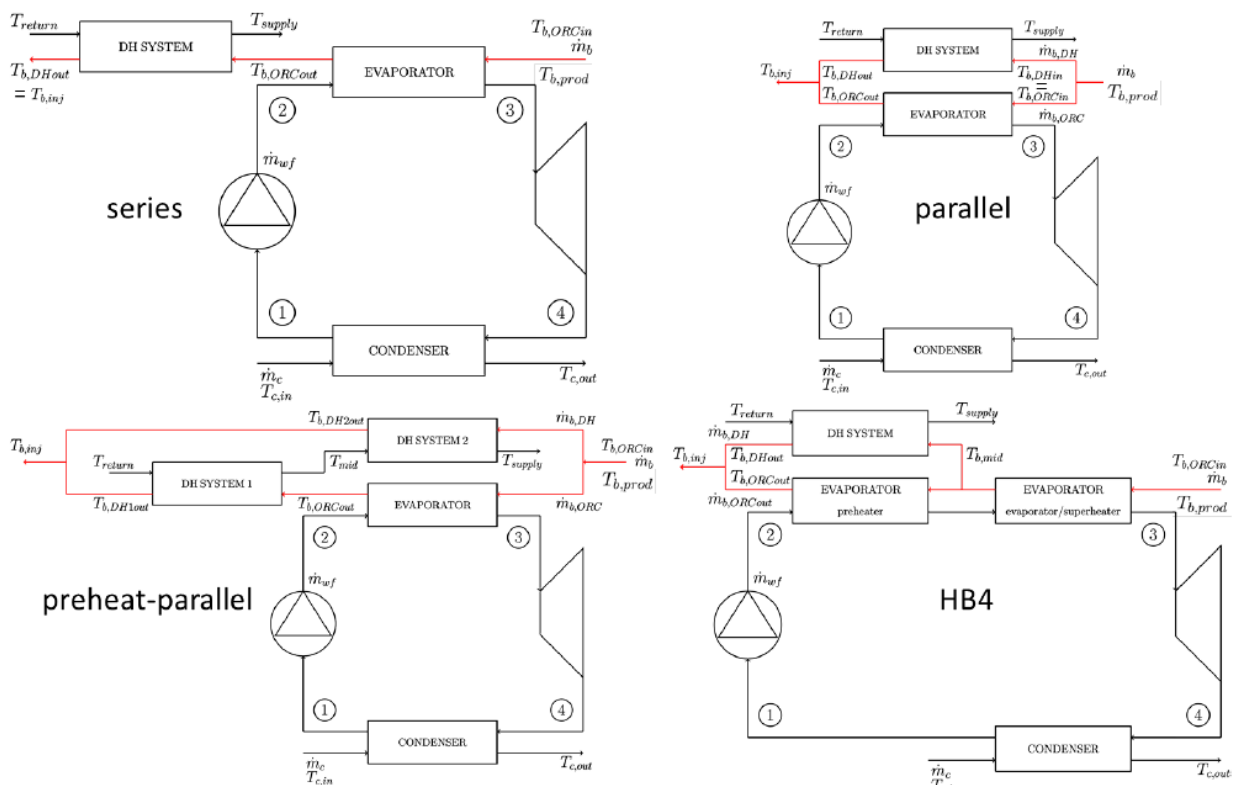 T_return
T_supply
DH SYSTEM
T_b,DHout
= T_b,inj
T_b,ORCout
EVAPORATOR
T_b,ORCin
ṁ_b
T_b,prod
②
③
ṁ_wf
series
①
④
CONDENSER
ṁ_c
T_c,in
T_c,out
T_return
T_supply
DH SYSTEM
ṁ_b,DH
T_b,inj
T_b,DHout
T_b,DHin
=
T_b,ORCout
T_b,ORCin
ṁ_b
T_b,prod
EVAPORATOR
ṁ_b,ORC
②
③
ṁ_wf
parallel
①
④
CONDENSER
ṁ_c
T_c,in
T_c,out
T_b,DH2out
DH SYSTEM 2
ṁ_b,DH
T_b,inj
T_return
T_mid
T_supply
T_b,ORCin
ṁ_b
T_b,prod
DH SYSTEM 1
T_b,DH1out
T_b,ORCout
EVAPORATOR
ṁ_b,ORC
②
③
ṁ_wf
preheat-parallel
①
④
CONDENSER
ṁ_c
T_c,in
T_c,out
T_return
T_supply
ṁ_b,DH
DH SYSTEM
T_b,inj
T_b,DHout
T_b,mid
T_b,ORCout
ṁ_b,ORCout
EVAPORATOR
preheater
EVAPORATOR
evaporator/superheater
T_b,ORCin
ṁ_b
T_b,prod
②
③
ṁ_wf
HB4
①
④
CONDENSER
ṁ_c
T_c,out